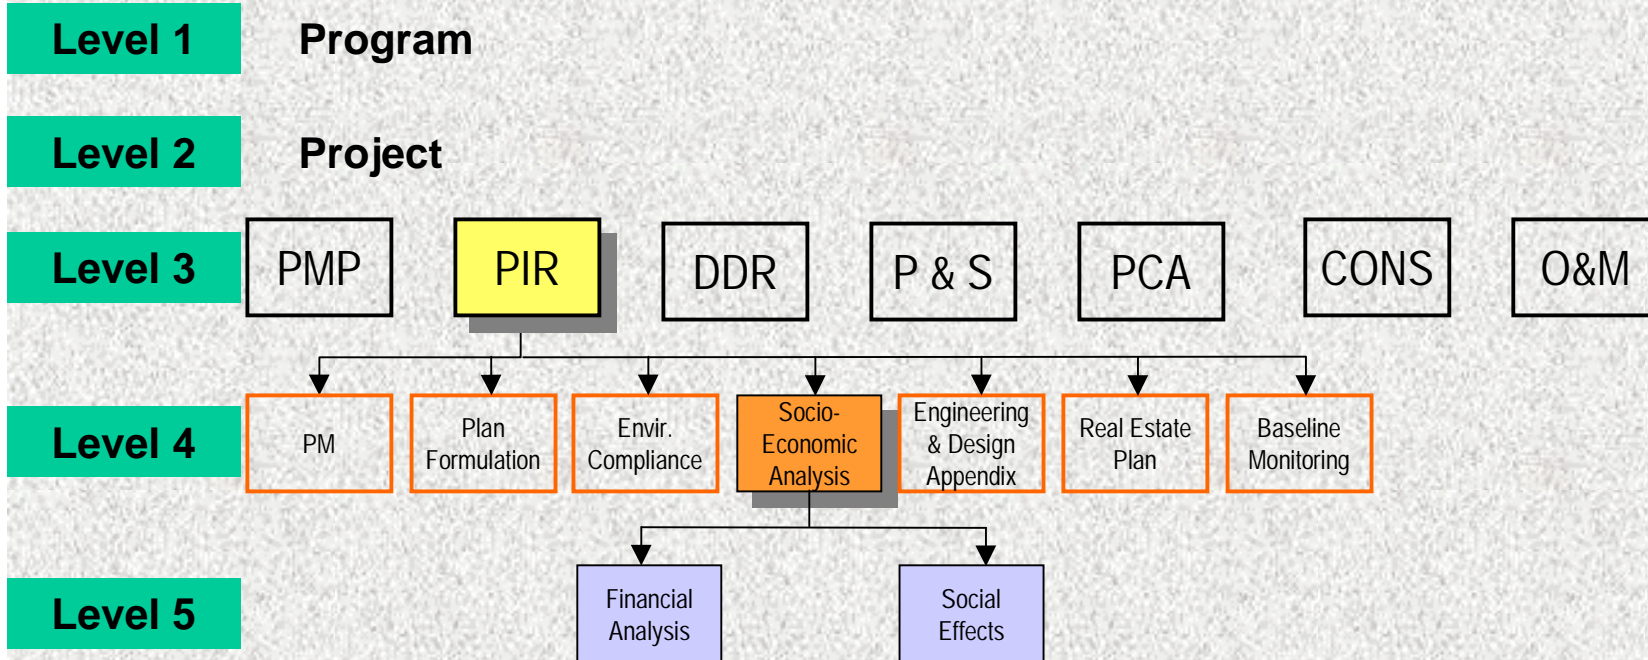 Level 1 Program
Level 2 Project
Level 3 PMP PIR DDR P & S PCA CONS O&M
Level 4
PM
Plan
Formulation
Envir.
Compliance
Socio-
Economic
Analysis
Engineering
& Design
Appendix
Real Estate
Plan
Baseline
Monitoring
Level 5
Financial
Analysis
Social
Effects